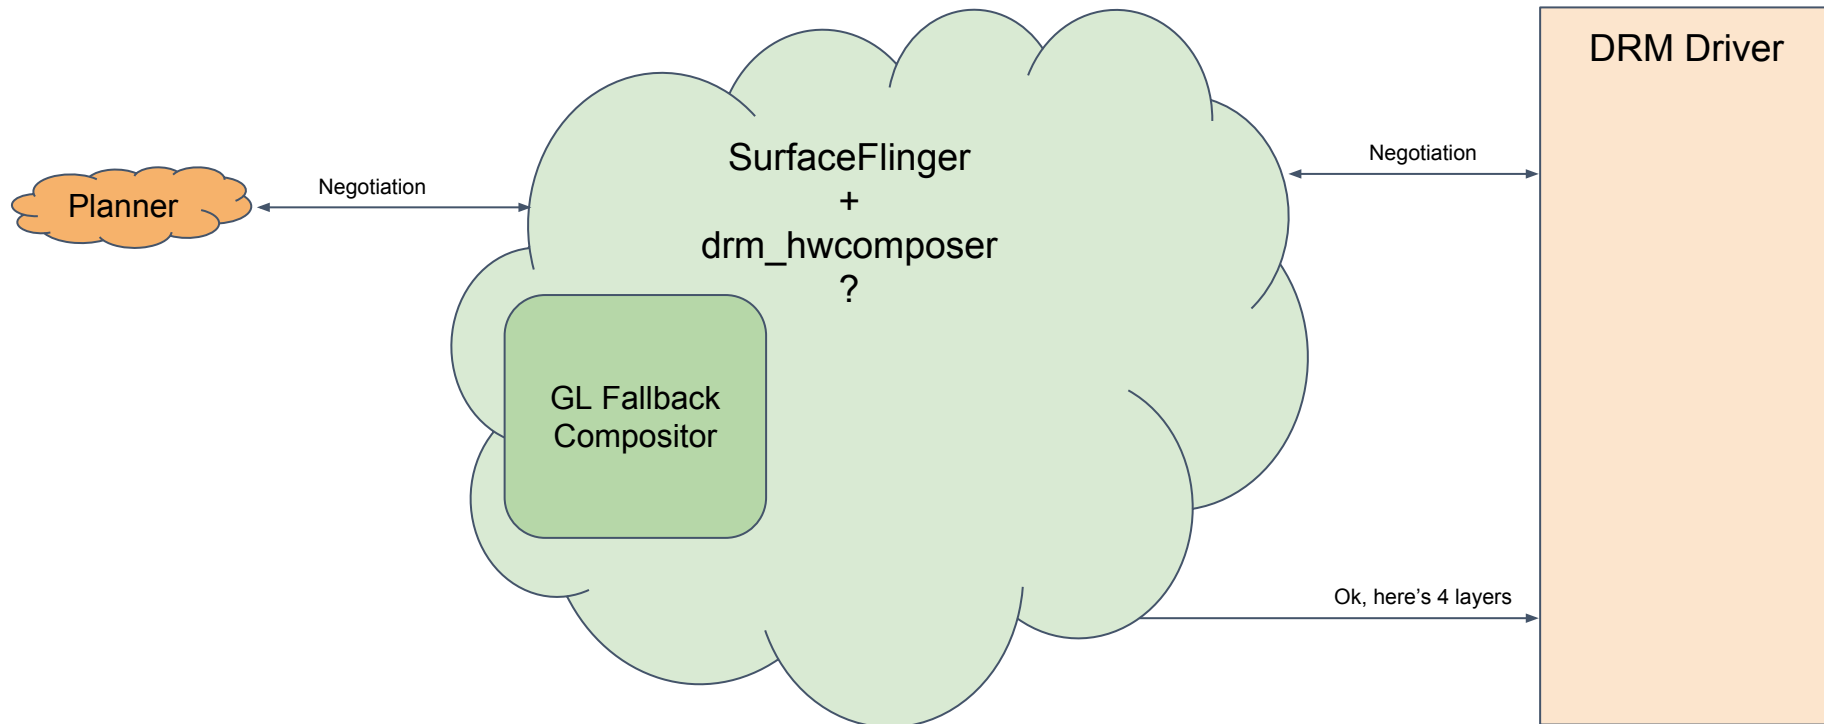 DRM Driver
SurfaceFlinger
+
drm_hwcomposer
?
Negotiation
Negotiation
Planner
GL Fallback
Compositor
Ok, here’s 4 layers